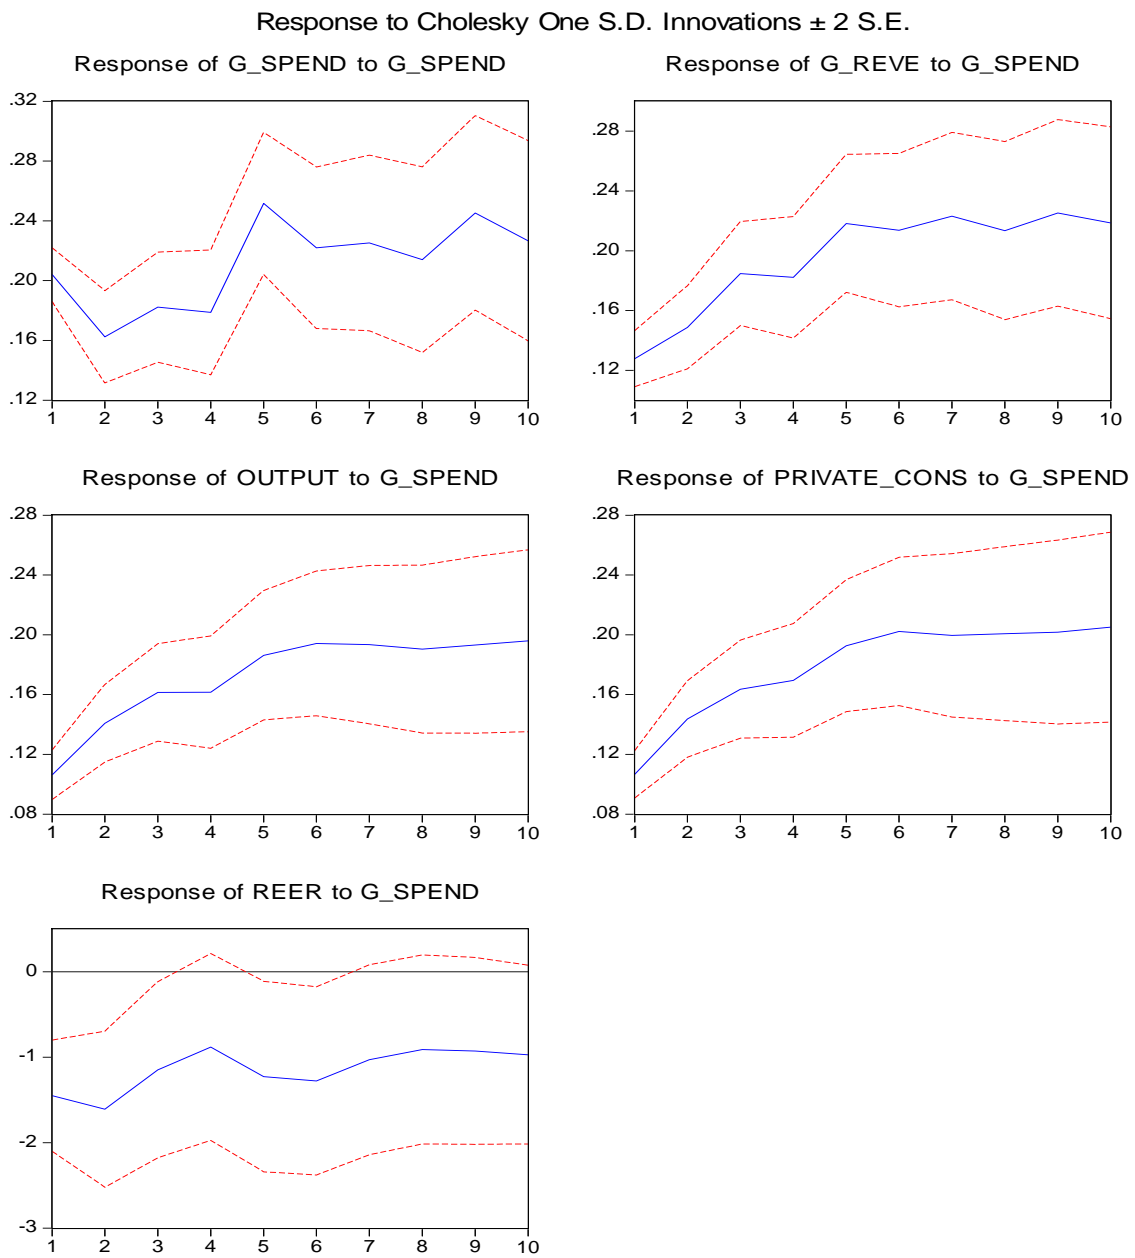 Response to Cholesky One S.D. Innovations ± 2 S.E.
Response of G_SPEND to G_SPEND
.32
.28
.24
.20
.16
.12
1 2 3 4 5 6 7 8 9 10
Response of G_REVE to G_SPEND
.28
.24
.20
.16
.12
1 2 3 4 5 6 7 8 9 10
Response of OUTPUT to G_SPEND
.28
.24
.20
.16
.12
.08
1 2 3 4 5 6 7 8 9 10
Response of PRIVATE_CONS to G_SPEND
.28
.24
.20
.16
.12
.08
1 2 3 4 5 6 7 8 9 10
Response of REER to G_SPEND
0
-1
-2
-3
1 2 3 4 5 6 7 8 9 10